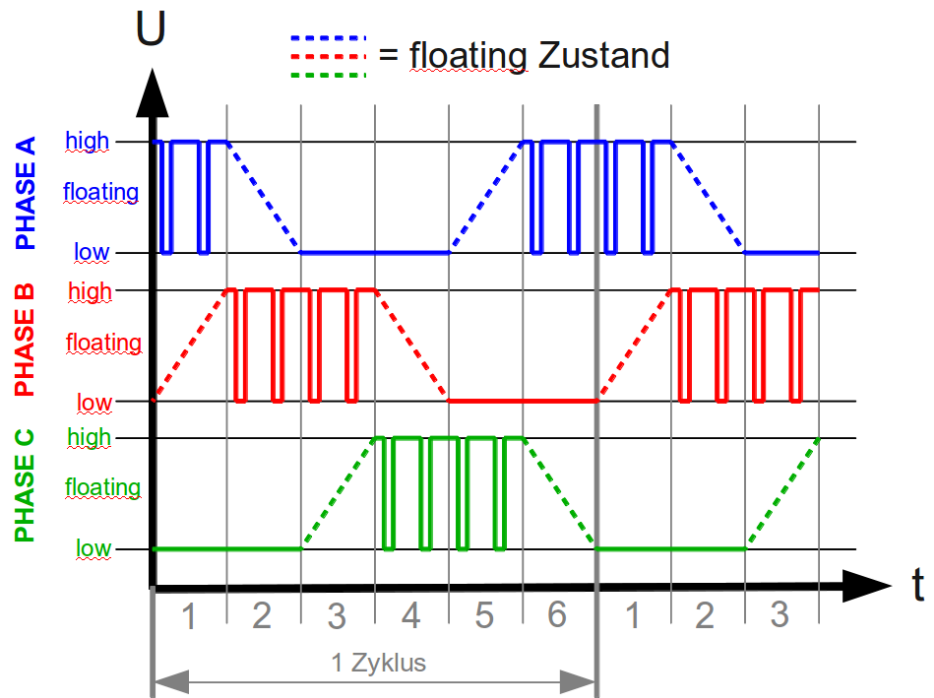 U
= floating Zustand
PHASE A
high
floating
low
PHASE B
high
floating
low
PHASE C
high
floating
low
t
1 2 3 4 5 6 1 2 3
1 Zyklus